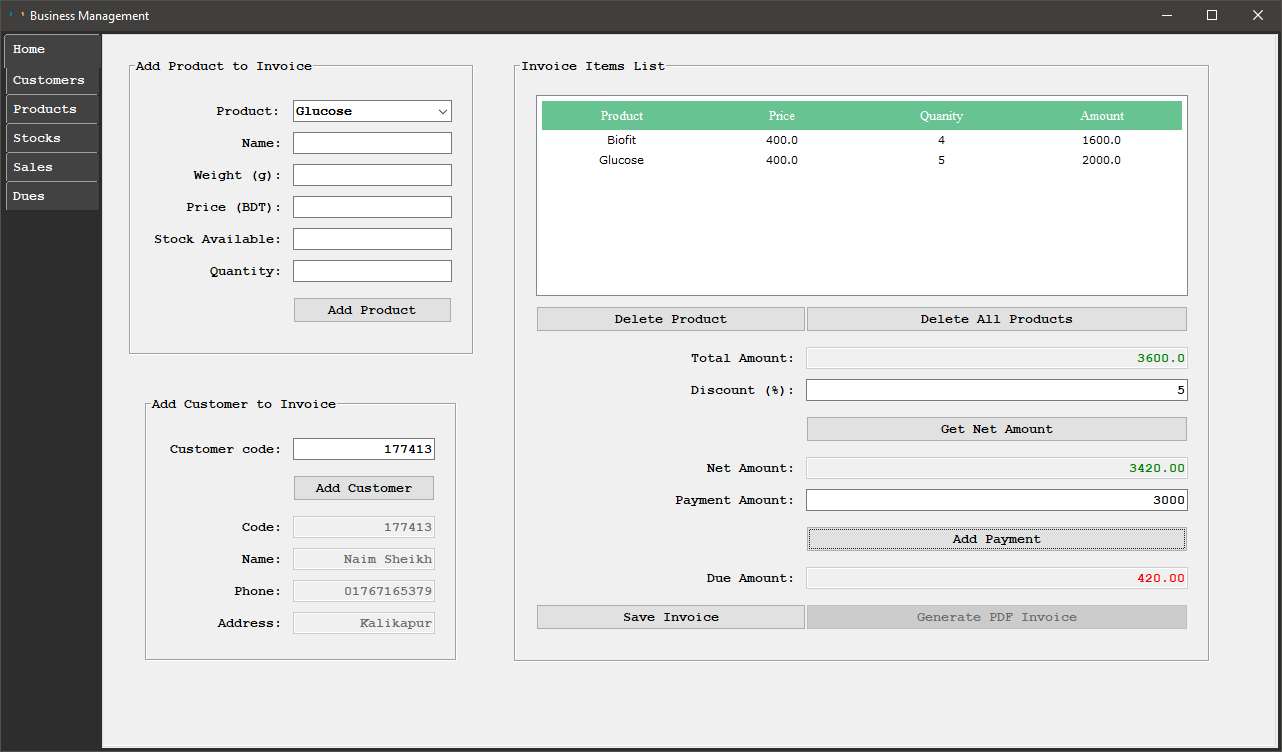 Business Management
Home
Customers
Products
Stocks
Sales
Dues
Add Product to Invoice
Product: Glucose
Name:
Weight (g):
Price (BDT):
Stock Available:
Quantity:
Add Product
Add Customer to Invoice
Customer code: 177413
Add Customer
Code: 177413
Name: Naim Sheikh
Phone: 01767165379
Address: Kalikapur
Invoice Items List
Product Price Quanity Amount
Biofit 400.0 4 1600.0
Glucose 400.0 5 2000.0
Delete Product Delete All Products
Total Amount: 3600.0
Discount (%): 5
Get Net Amount
Net Amount: 3420.00
Payment Amount: 3000
Add Payment
Due Amount: 420.00
Save Invoice Generate PDF Invoice